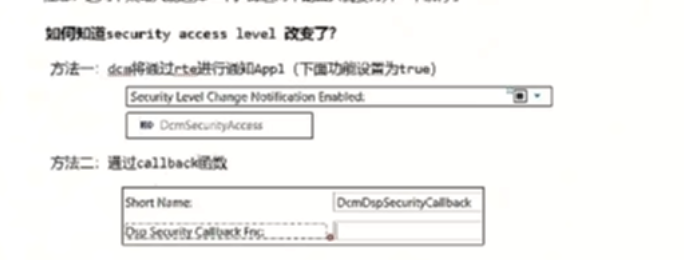 如何知道security access level 改变了?
方法一: dcm将通过rte进行通知Appl (下面功能设置为true)
Security Level Change Notification Enabled:
DcmSecurityAccess
方法二: 通过callback函数
Short Name: DcmDspSecurityCallback
Dsp Security Callback Fnc: